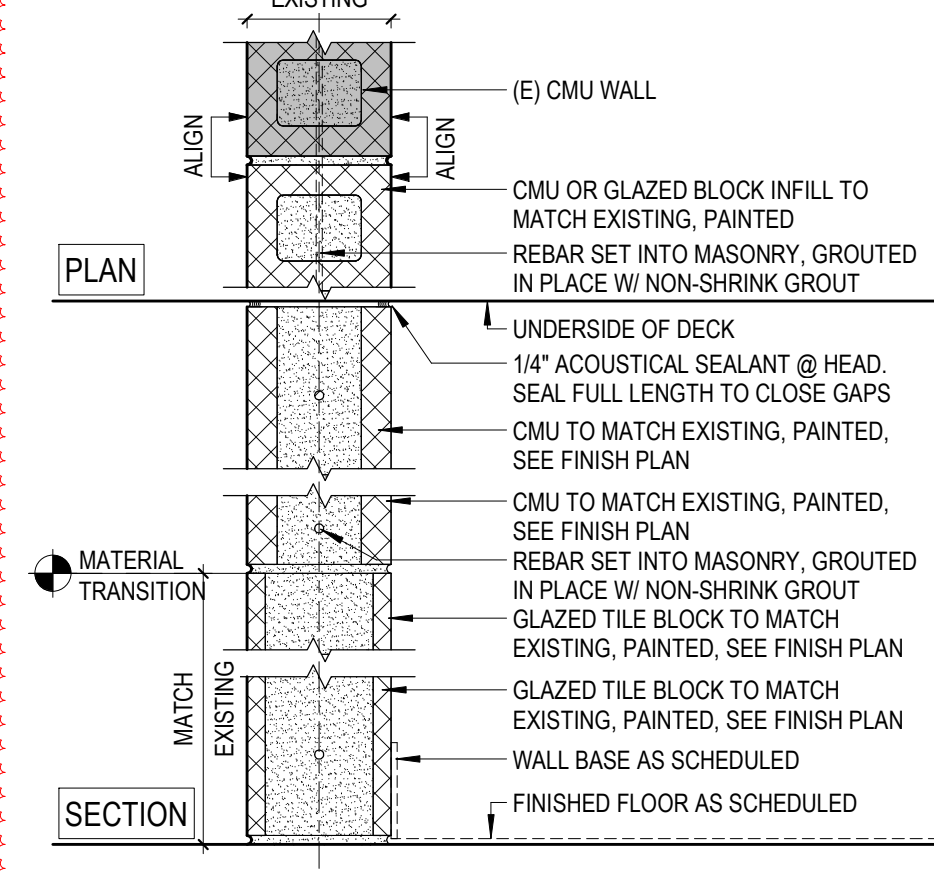 EXISTING
(E) CMU WALL
ALIGN
ALIGN
CMU OR GLAZED BLOCK INFILL TO
MATCH EXISTING, PAINTED
REBAR SET INTO MASONRY, GROUTED
IN PLACE W/ NON-SHRINK GROUT
PLAN
UNDERSIDE OF DECK
1/4" ACOUSTICAL SEALANT @ HEAD.
SEAL FULL LENGTH TO CLOSE GAPS
CMU TO MATCH EXISTING, PAINTED,
SEE FINISH PLAN
CMU TO MATCH EXISTING, PAINTED,
SEE FINISH PLAN
REBAR SET INTO MASONRY, GROUTED
IN PLACE W/ NON-SHRINK GROUT
MATERIAL
TRANSITION
GLAZED TILE BLOCK TO MATCH
EXISTING, PAINTED, SEE FINISH PLAN
GLAZED TILE BLOCK TO MATCH
EXISTING, PAINTED, SEE FINISH PLAN
MATCH
EXISTING
WALL BASE AS SCHEDULED
FINISHED FLOOR AS SCHEDULED
SECTION